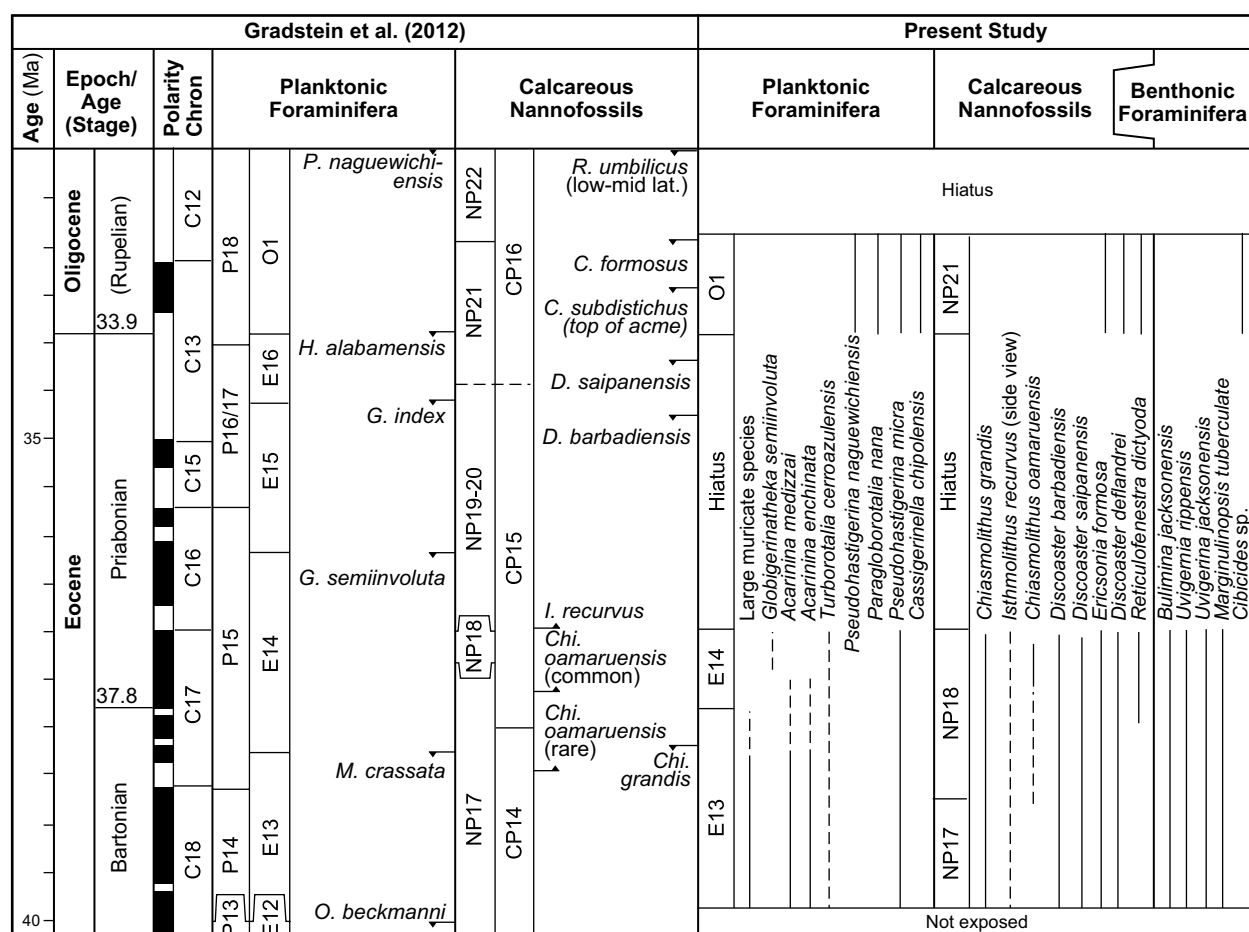 Gradstein et al. (2012)
Present Study
Age (Ma)
Epoch/
Age
(Stage)
Polarity
Chron
Planktonic
Foraminifera
Calcareous
Nannofossils
Planktonic
Foraminifera
Calcareous
Nannofossils
Benthonic
Foraminifera
35
40
Oligocene
Eocene
(Rupelian)
33.9
Priabonian
37.8
Bartonian
C12
C13
C15
C16
C17
C18
P18
P16/17
P15
P14
P13
O1
E16
E15
E14
E13
E12
P. naguewichi-
ensis
H. alabamensis
G. index
G. semiinvoluta
M. crassata
O. beckmanni
NP22
NP21
NP19-20
NP18
NP17
CP16
CP15
CP14
R. umbilicus
(low-mid lat.)
C. formosus
C. subdistichus
(top of acme)
D. saipanensis
D. barbadiensis
I. recurvus
Chi.
oamaruensis
(common)
Chi.
oamaruensis
(rare)
Chi.
grandis
Hiatus
O1
Hiatus
E14
E13
Large muricate species
Globigerinatheka semiinvoluta
Acarinina medizzai
Acarinina enchinata
Turborotalia cerroazulensis
Pseudohastigerina naguewichiensis
Paragloborotalia nana
Pseudohastigerina micra
Cassigerinella chipolensis
NP21
Hiatus
NP18
NP17
Chiasmolithus grandis
Isthmolithus recurvus (side view)
Chiasmolithus oamaruensis
Discoaster barbadiensis
Discoaster saipanensis
Ericsonia formosa
Discoaster deflandrei
Reticulofenestra dictyoda
Bulimina jacksonensis
Uvigernia rippensis
Uvigerina jacksonensis
Marginulinopsis tuberculate
Cibicides sp.
Not exposed